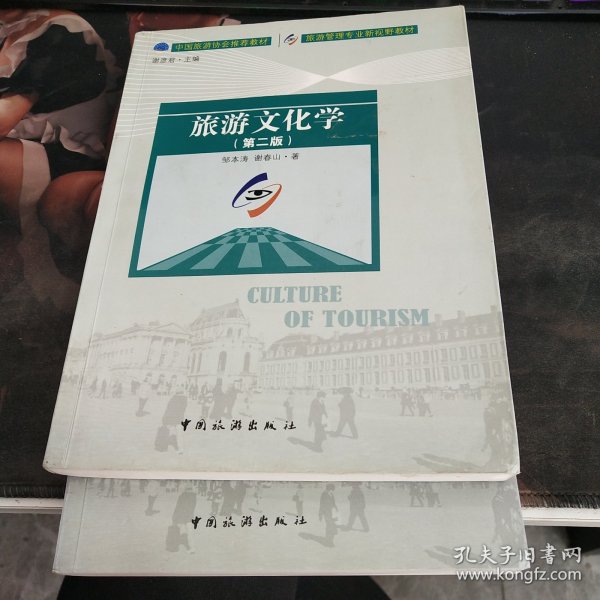 中国旅游协会推荐教材
旅游管理专业新视野教材
谢彦君·主编
旅游文化学
(第二版)
邹本涛 谢春山·著
CULTURE
OF TOURISM
中国旅游出版社
中国旅游出版社
孔夫子旧书网
www.kongfz.com